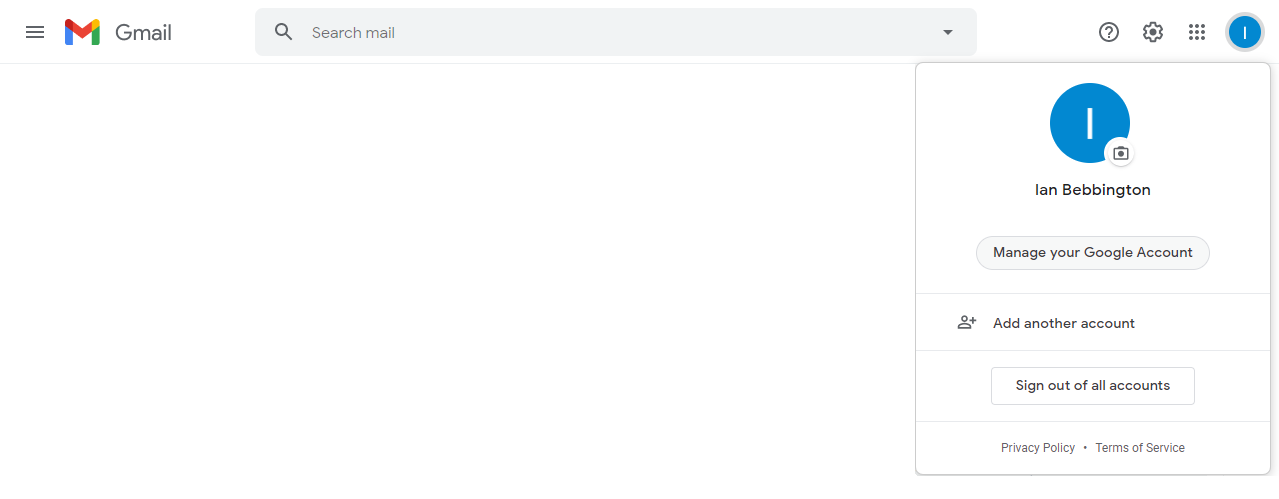 Gmail
Search mail
I
I
Ian Bebbington
Manage your Google Account
Add another account
Sign out of all accounts
Privacy Policy • Terms of Service